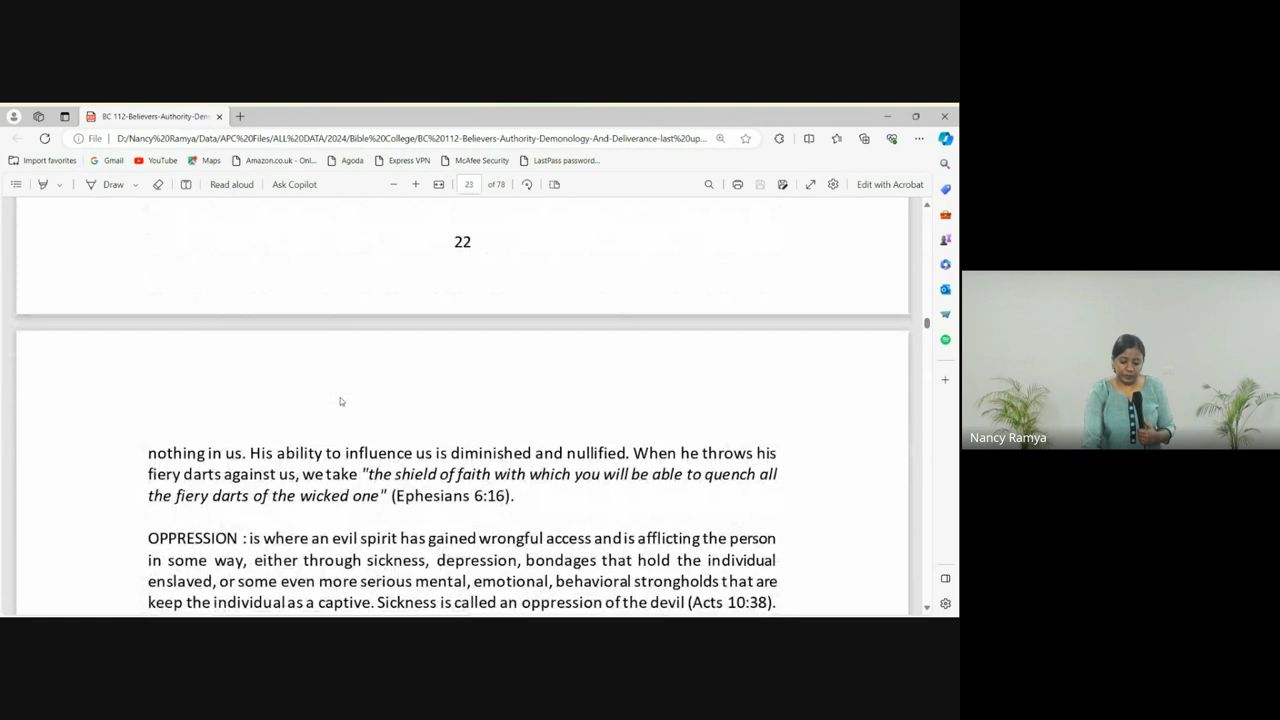 BC 112-Believers-Authority-Dem
File
D:/Nancy%20Ramya/Data/APC%20Files/ALL%20DATA/2024/Bible%20College/BC%20112-Believers-Authority-Demonology-And-Deliverance-last%20up...
Import favorites
Gmail
YouTube
Maps
Amazon.co.uk - Onl...
Agoda
Express VPN
McAfee Security
LastPass password...
Draw
Read aloud
Ask Copilot
23 of 78
Edit with Acrobat
22
nothing in us. His ability to influence us is diminished and nullified. When he throws his
fiery darts against us, we take "the shield of faith with which you will be able to quench all
the fiery darts of the wicked one" (Ephesians 6:16).
OPPRESSION : is where an evil spirit has gained wrongful access and is afflicting the person
in some way, either through sickness, depression, bondages that hold the individual
enslaved, or some even more serious mental, emotional, behavioral strongholds that are
keep the individual as a captive. Sickness is called an oppression of the devil (Acts 10:38).
Nancy Ramya